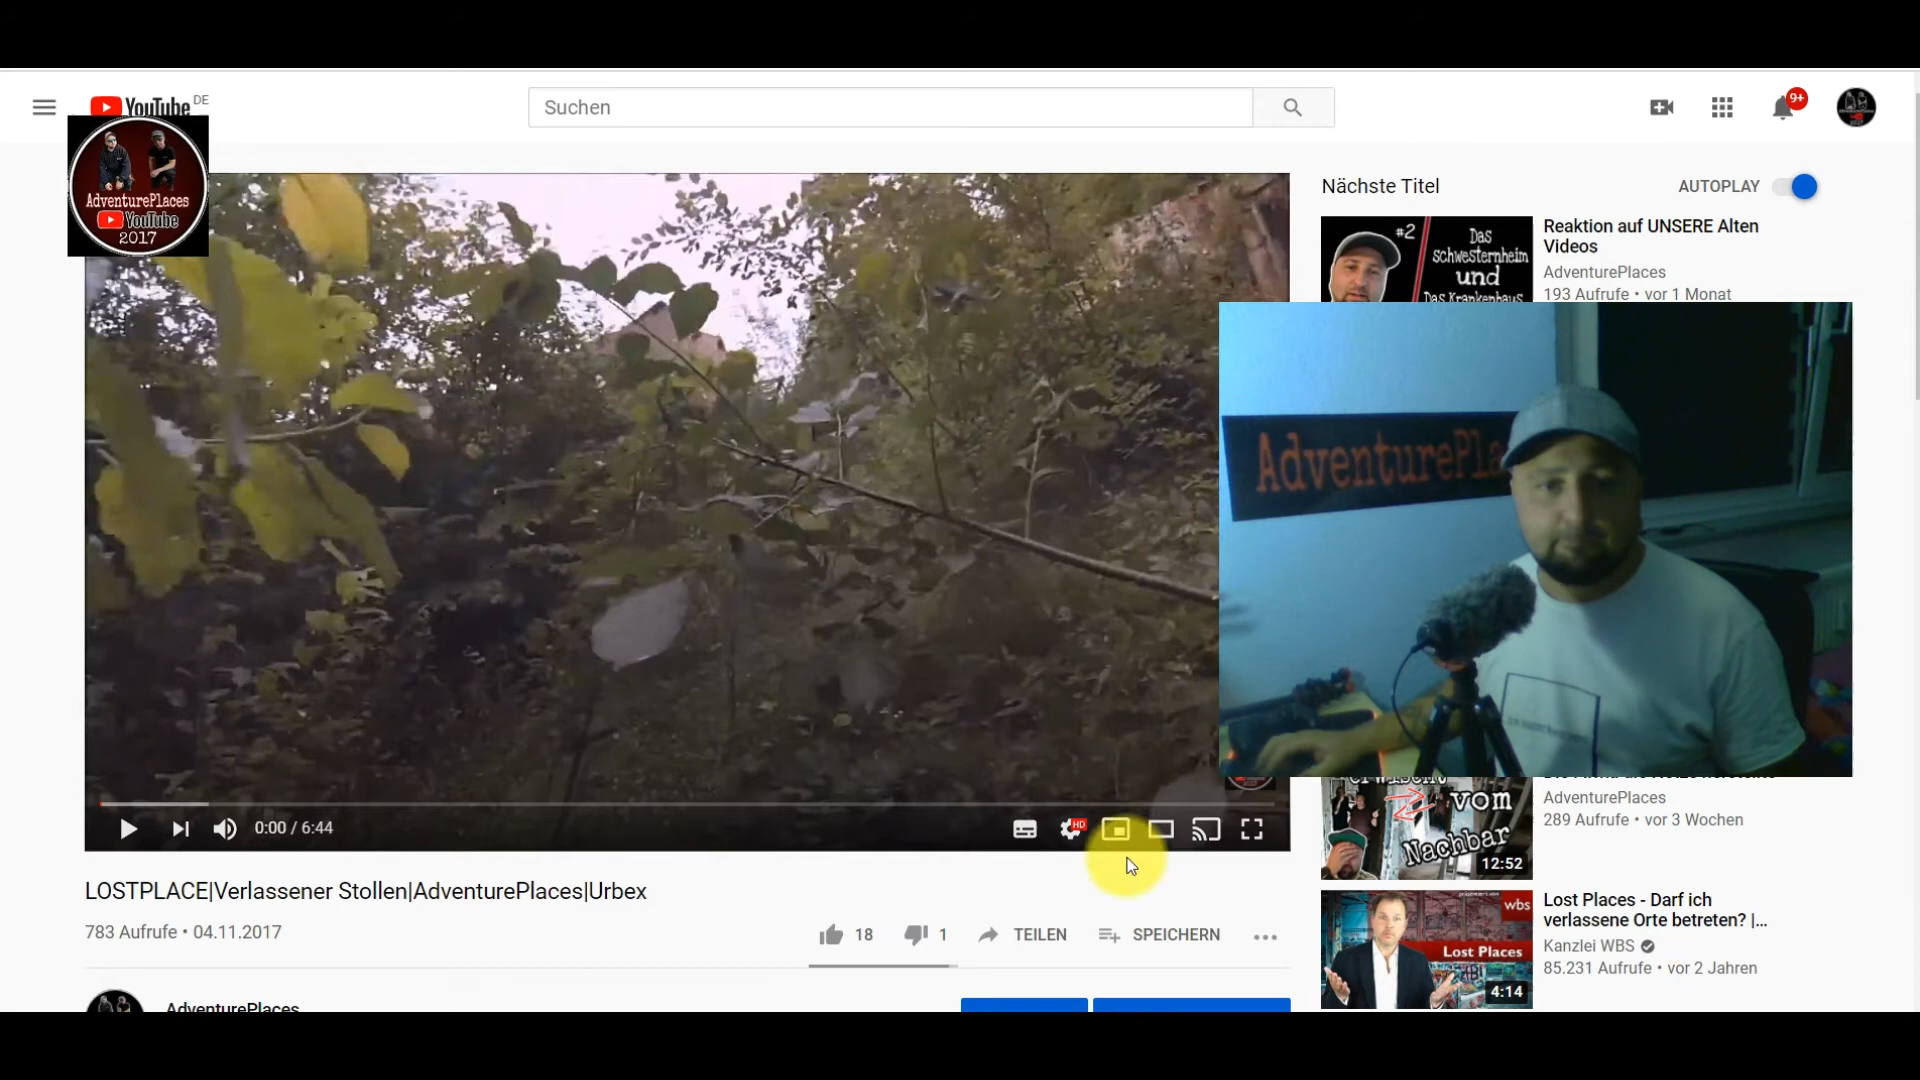 YouTube DE
Suchen
9+
AdventurePlaces
YouTube
2017
Nächste Titel
AUTOPLAY
#2
Das
schwesternheim
und
Das Krankenhaus
Reaktion auf UNSERE Alten
Videos
AdventurePlaces
193 Aufrufe • vor 1 Monat
AdventurePla
erwischt
vom
Nachbar
12:52
AdventurePlaces
289 Aufrufe • vor 3 Wochen
0:00 / 6:44
HD
LOSTPLACE|Verlassener Stollen|AdventurePlaces|Urbex
783 Aufrufe • 04.11.2017
18
1
TEILEN
SPEICHERN
wbs
Lost Places
4:14
Lost Places - Darf ich
verlassene Orte betreten? |...
Kanzlei WBS
85.231 Aufrufe • vor 2 Jahren
AdventurePlaces